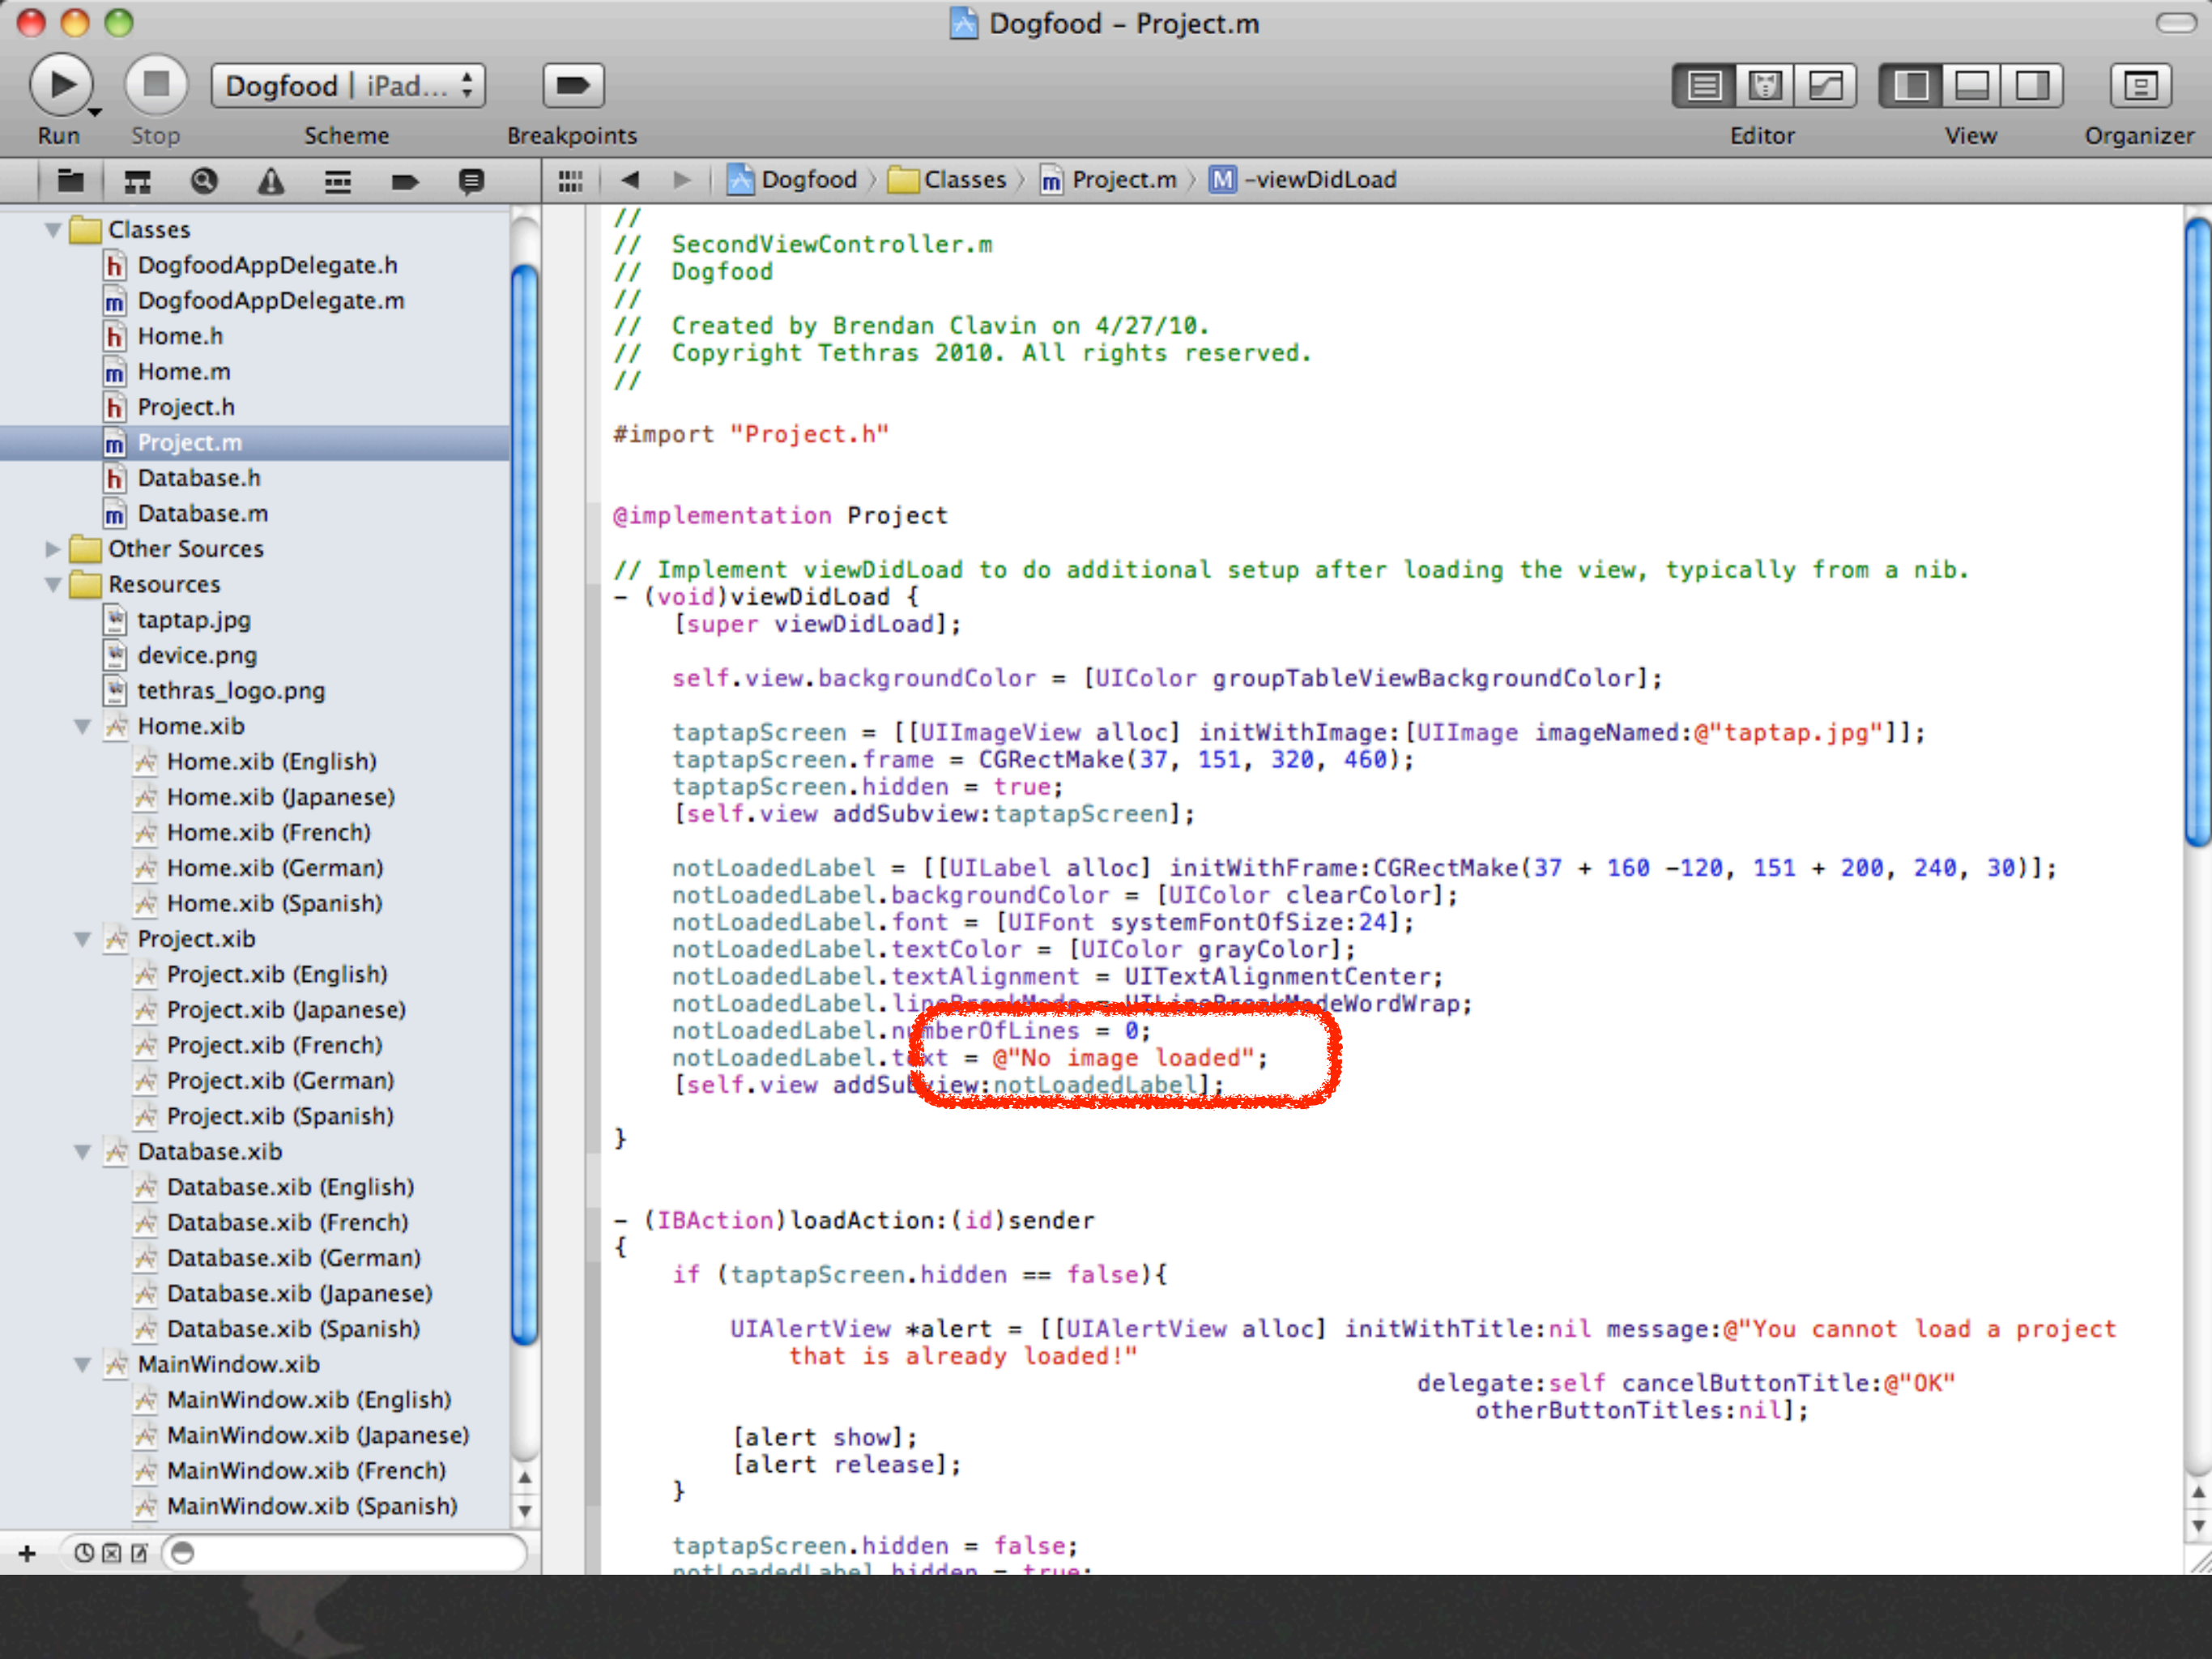 Dogfood – Project.m
Dogfood | iPad...
Run
Stop
Scheme
Breakpoints
Editor
View
Organizer
Dogfood
Classes
Project.m
M
-viewDidLoad
Classes
h DogfoodAppDelegate.h
m DogfoodAppDelegate.m
h Home.h
m Home.m
h Project.h
m Project.m
h Database.h
m Database.m
Other Sources
Resources
taptap.jpg
device.png
tethras_logo.png
Home.xib
Home.xib (English)
Home.xib (Japanese)
Home.xib (French)
Home.xib (German)
Home.xib (Spanish)
Project.xib
Project.xib (English)
Project.xib (Japanese)
Project.xib (French)
Project.xib (German)
Project.xib (Spanish)
Database.xib
Database.xib (English)
Database.xib (French)
Database.xib (German)
Database.xib (Japanese)
Database.xib (Spanish)
MainWindow.xib
MainWindow.xib (English)
MainWindow.xib (Japanese)
MainWindow.xib (French)
MainWindow.xib (Spanish)
//
//  SecondViewController.m
//  Dogfood
//
//  Created by Brendan Clavin on 4/27/10.
//  Copyright Tethras 2010. All rights reserved.
//
#import "Project.h"
@implementation Project
// Implement viewDidLoad to do additional setup after loading the view, typically from a nib.
- (void)viewDidLoad {
[super viewDidLoad];
self.view.backgroundColor = [UIColor groupTableViewBackgroundColor];
taptapScreen = [[UIImageView alloc] initWithImage:[UIImage imageNamed:@"taptap.jpg"]];
taptapScreen.frame = CGRectMake(37, 151, 320, 460);
taptapScreen.hidden = true;
[self.view addSubview:taptapScreen];
notLoadedLabel = [[UILabel alloc] initWithFrame:CGRectMake(37 + 160 -120, 151 + 200, 240, 30)];
notLoadedLabel.backgroundColor = [UIColor clearColor];
notLoadedLabel.font = [UIFont systemFontOfSize:24];
notLoadedLabel.textColor = [UIColor grayColor];
notLoadedLabel.textAlignment = UITextAlignmentCenter;
notLoadedLabel.lineBreakMode = UILineBreakModeWordWrap;
notLoadedLabel.numberOfLines = 0;
notLoadedLabel.text = @"No image loaded";
[self.view addSubview:notLoadedLabel];
}
- (IBAction)loadAction:(id)sender
{
if (taptapScreen.hidden == false){
UIAlertView *alert = [[UIAlertView alloc] initWithTitle:nil message:@"You cannot load a project
that is already loaded!"
delegate:self cancelButtonTitle:@"OK"
otherButtonTitles:nil];
[alert show];
[alert release];
}
taptapScreen.hidden = false;
notLoadedLabel.hidden = true;